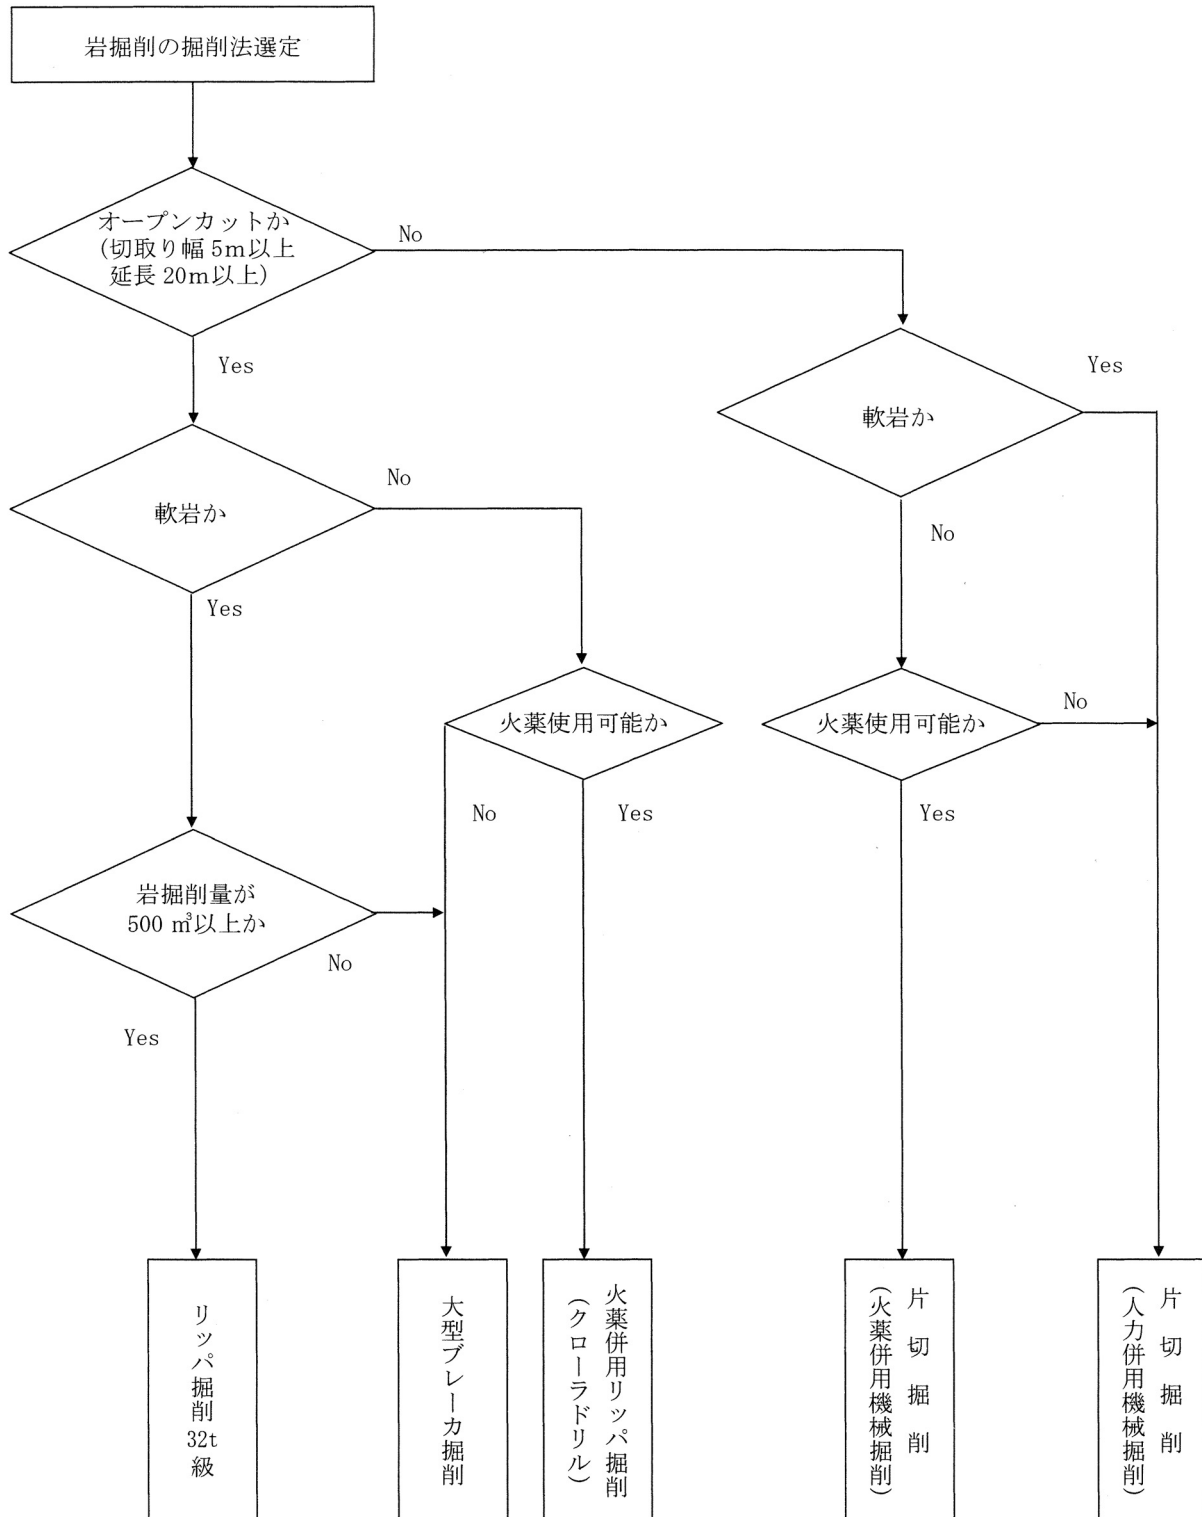 岩掘削の掘削法選定
オープンカットか
(切取り幅 5m以上
延長 20m以上)
No
Yes
軟岩か
Yes
軟岩か
No
No
Yes
火薬使用可能か
No
Yes
火薬使用可能か
No
Yes
岩掘削量が
500 ㎥以上か
No
Yes
リッパ掘削 32t 級
大型ブレーカ掘削
火薬併用リッパ掘削
(クローラドリル)
片切掘削
(火薬併用機械掘削)
片切掘削
(人力併用機械掘削)